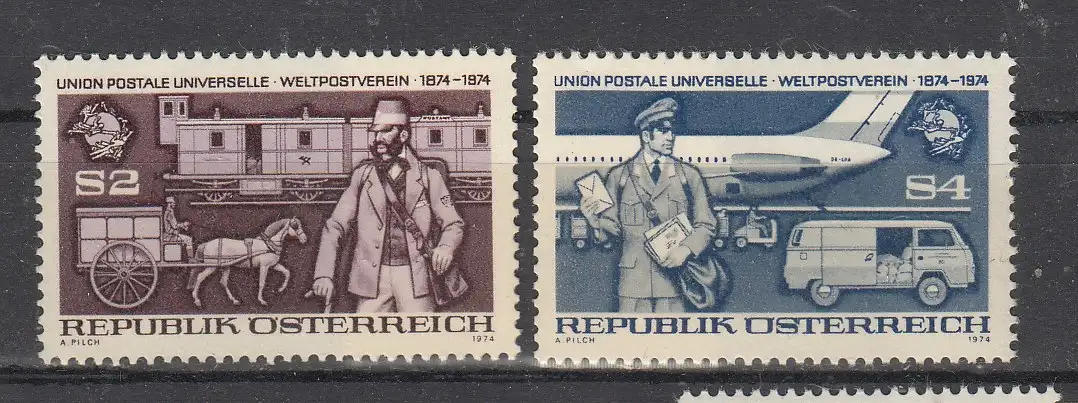 UNION POSTALE UNIVERSELLE · WELTPOSTVEREIN · 1874–1974
S2
REPUBLIK ÖSTERREICH
A. PILCH
1974
UNION POSTALE UNIVERSELLE · WELTPOSTVEREIN · 1874–1974
S4
REPUBLIK ÖSTERREICH
A. PILCH
1974